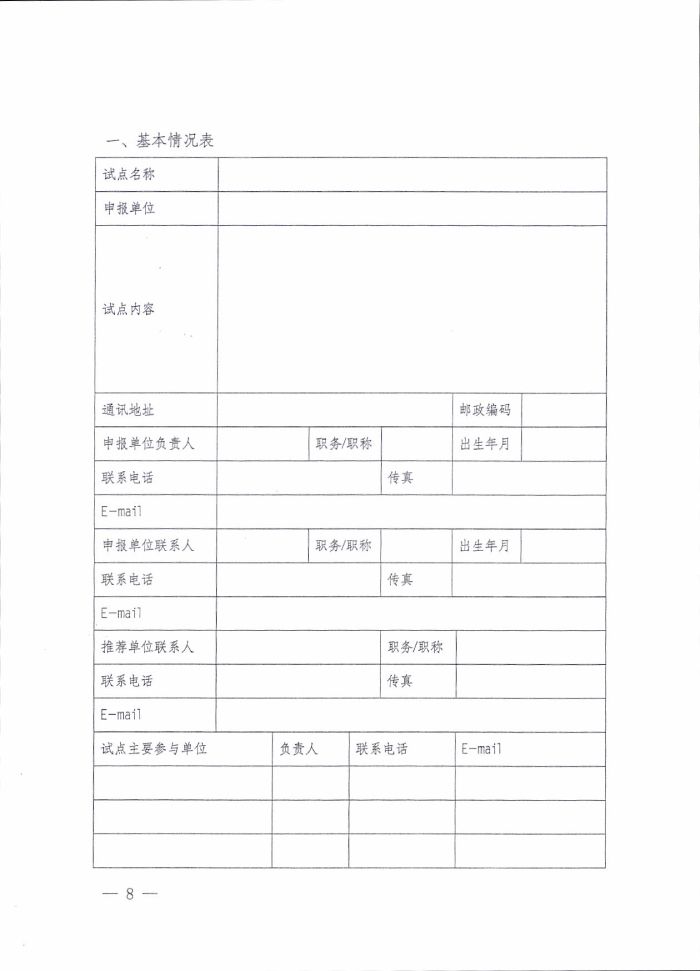 一、基本情况表
试点名称
申报单位
试点内容
通讯地址 邮政编码
申报单位负责人 职务/职称 出生年月
联系电话 传真
E-mail
申报单位联系人 职务/职称 出生年月
联系电话 传真
E-mail
推荐单位联系人 职务/职称
联系电话 传真
E-mail
试点主要参与单位 负责人 联系电话 E-mail
— 8 —